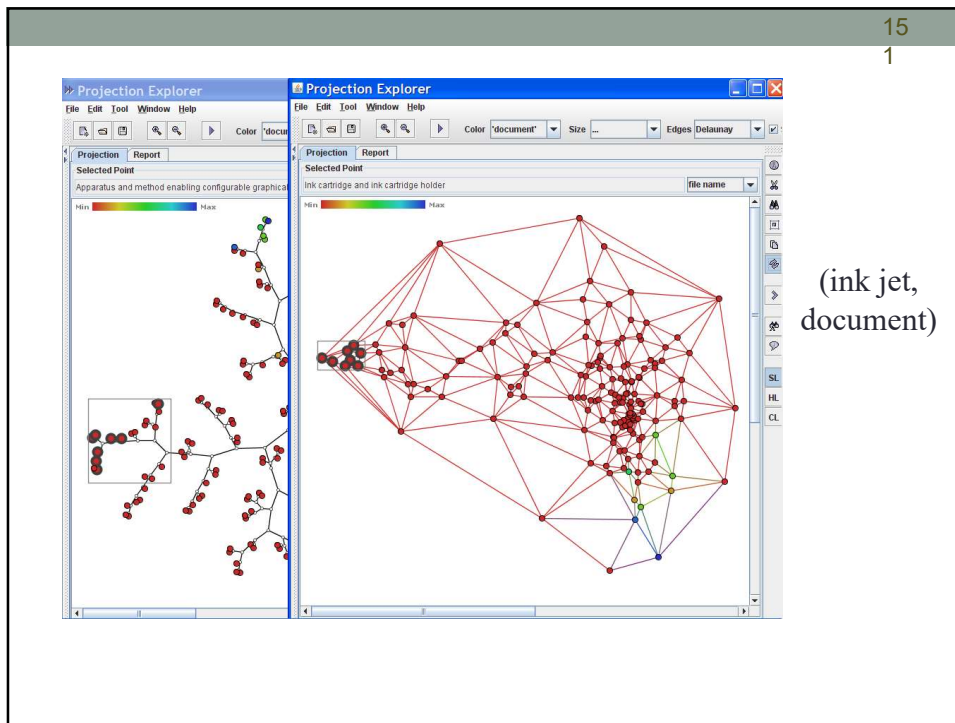 15
1
Projection Explorer
File Edit Tool Window Help
Color 'docur
Projection Report
Selected Point
Apparatus and method enabling configurable graphical
Min Max
Projection Explorer
File Edit Tool Window Help
Color 'document' Size ... Edges Delaunay
Projection Report
Selected Point
Ink cartridge and ink cartridge holder file name
Min Max
SL
HL
CL
(ink jet,
document)